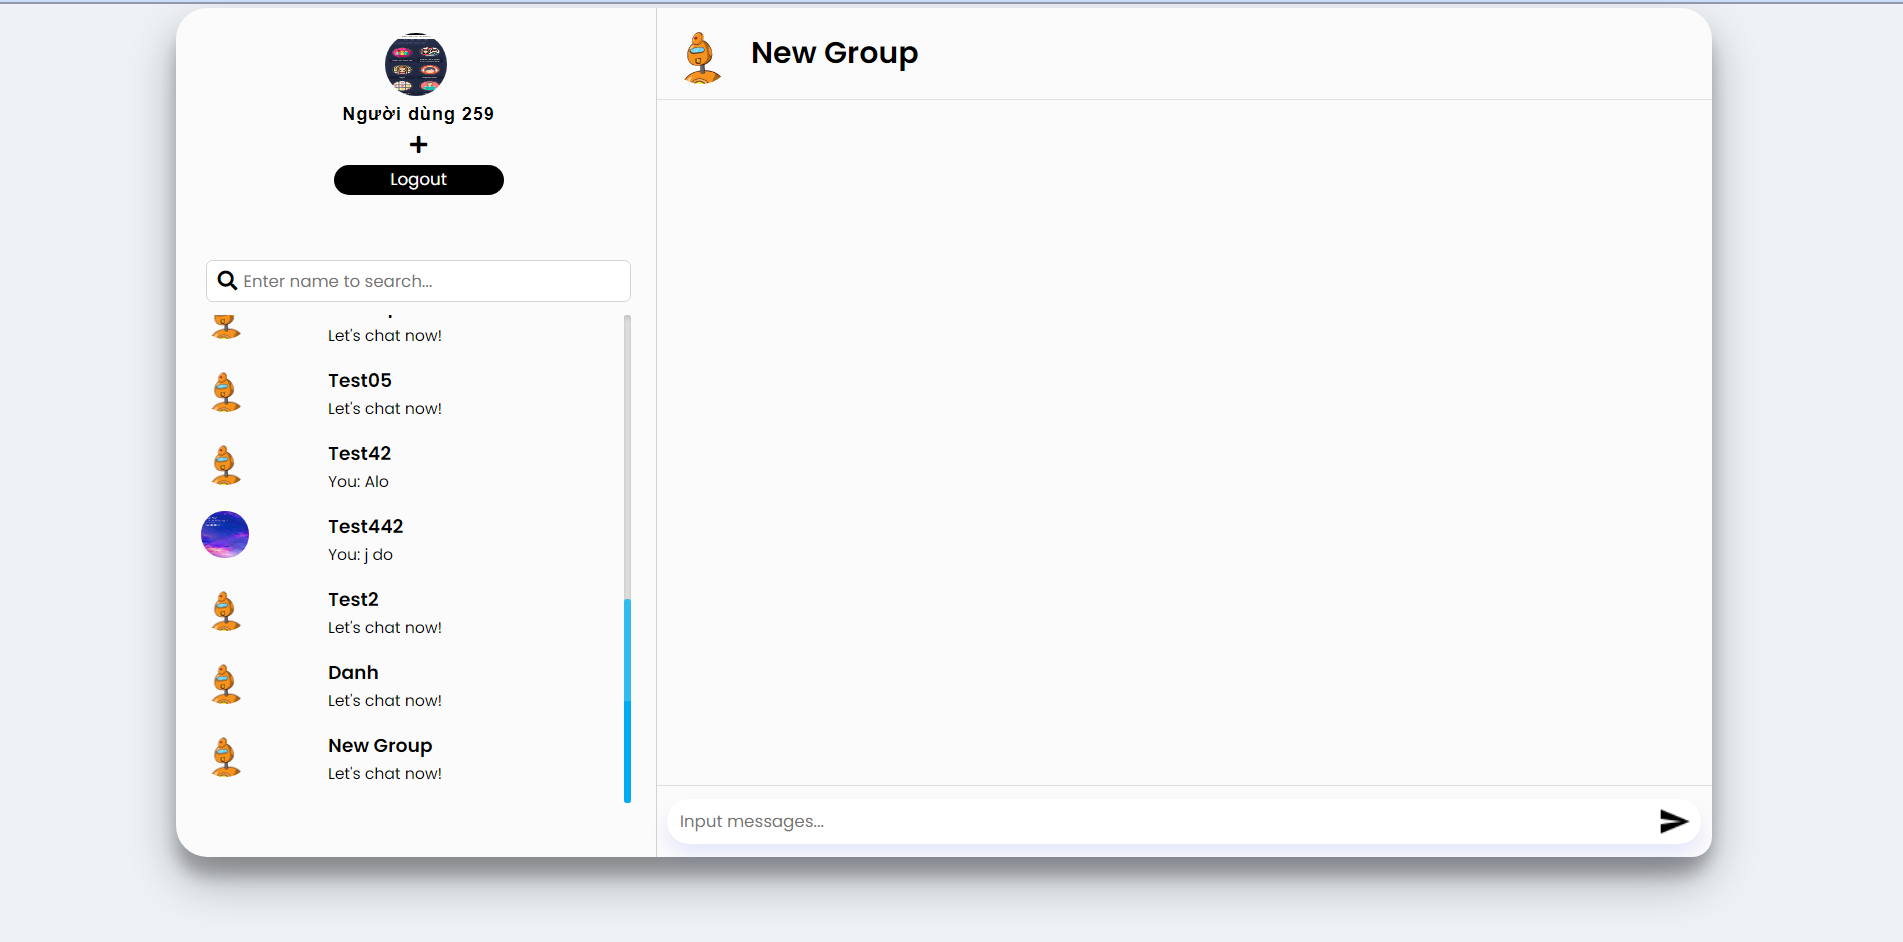 Người dùng 259
Logout
Enter name to search...
Let's chat now!
Test05
Let's chat now!
Test42
You: Alo
Test442
You: j do
Test2
Let's chat now!
Danh
Let's chat now!
New Group
Let's chat now!
New Group
Input messages...